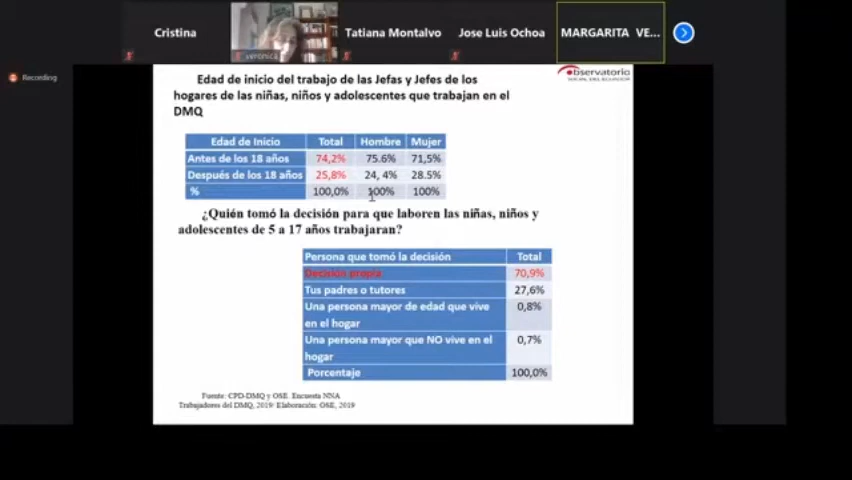 Cristina
Tatiana Montalvo
Jose Luis Ochoa
MARGARITA VE...
Recording
Observatorio
SOCIAL DEL ECUADOR
Edad de inicio del trabajo de las Jefas y Jefes de los
hogares de las niñas, niños y adolescentes que trabajan en el
DMQ
Edad de Inicio Total Hombre Mujer
Antes de los 18 años 74,2% 75.6% 71,5%
Después de los 18 años 25,8% 24, 4% 28.5%
% 100,0% 100% 100%
¿Quién tomó la decisión para que laboren las niñas, niños y
adolescentes de 5 a 17 años trabajaran?
Persona que tomó la decisión Total
Decisión propia 70,9%
Tus padres o tutores 27,6%
Una persona mayor de edad que vive
en el hogar 0,8%
Una persona mayor que NO vive en el
hogar 0,7%
Porcentaje 100,0%
Fuente: CPD-DMQ y OSE. Encuesta NNA
Trabajadores del DMQ, 2019 Elaboración: OSE, 2019